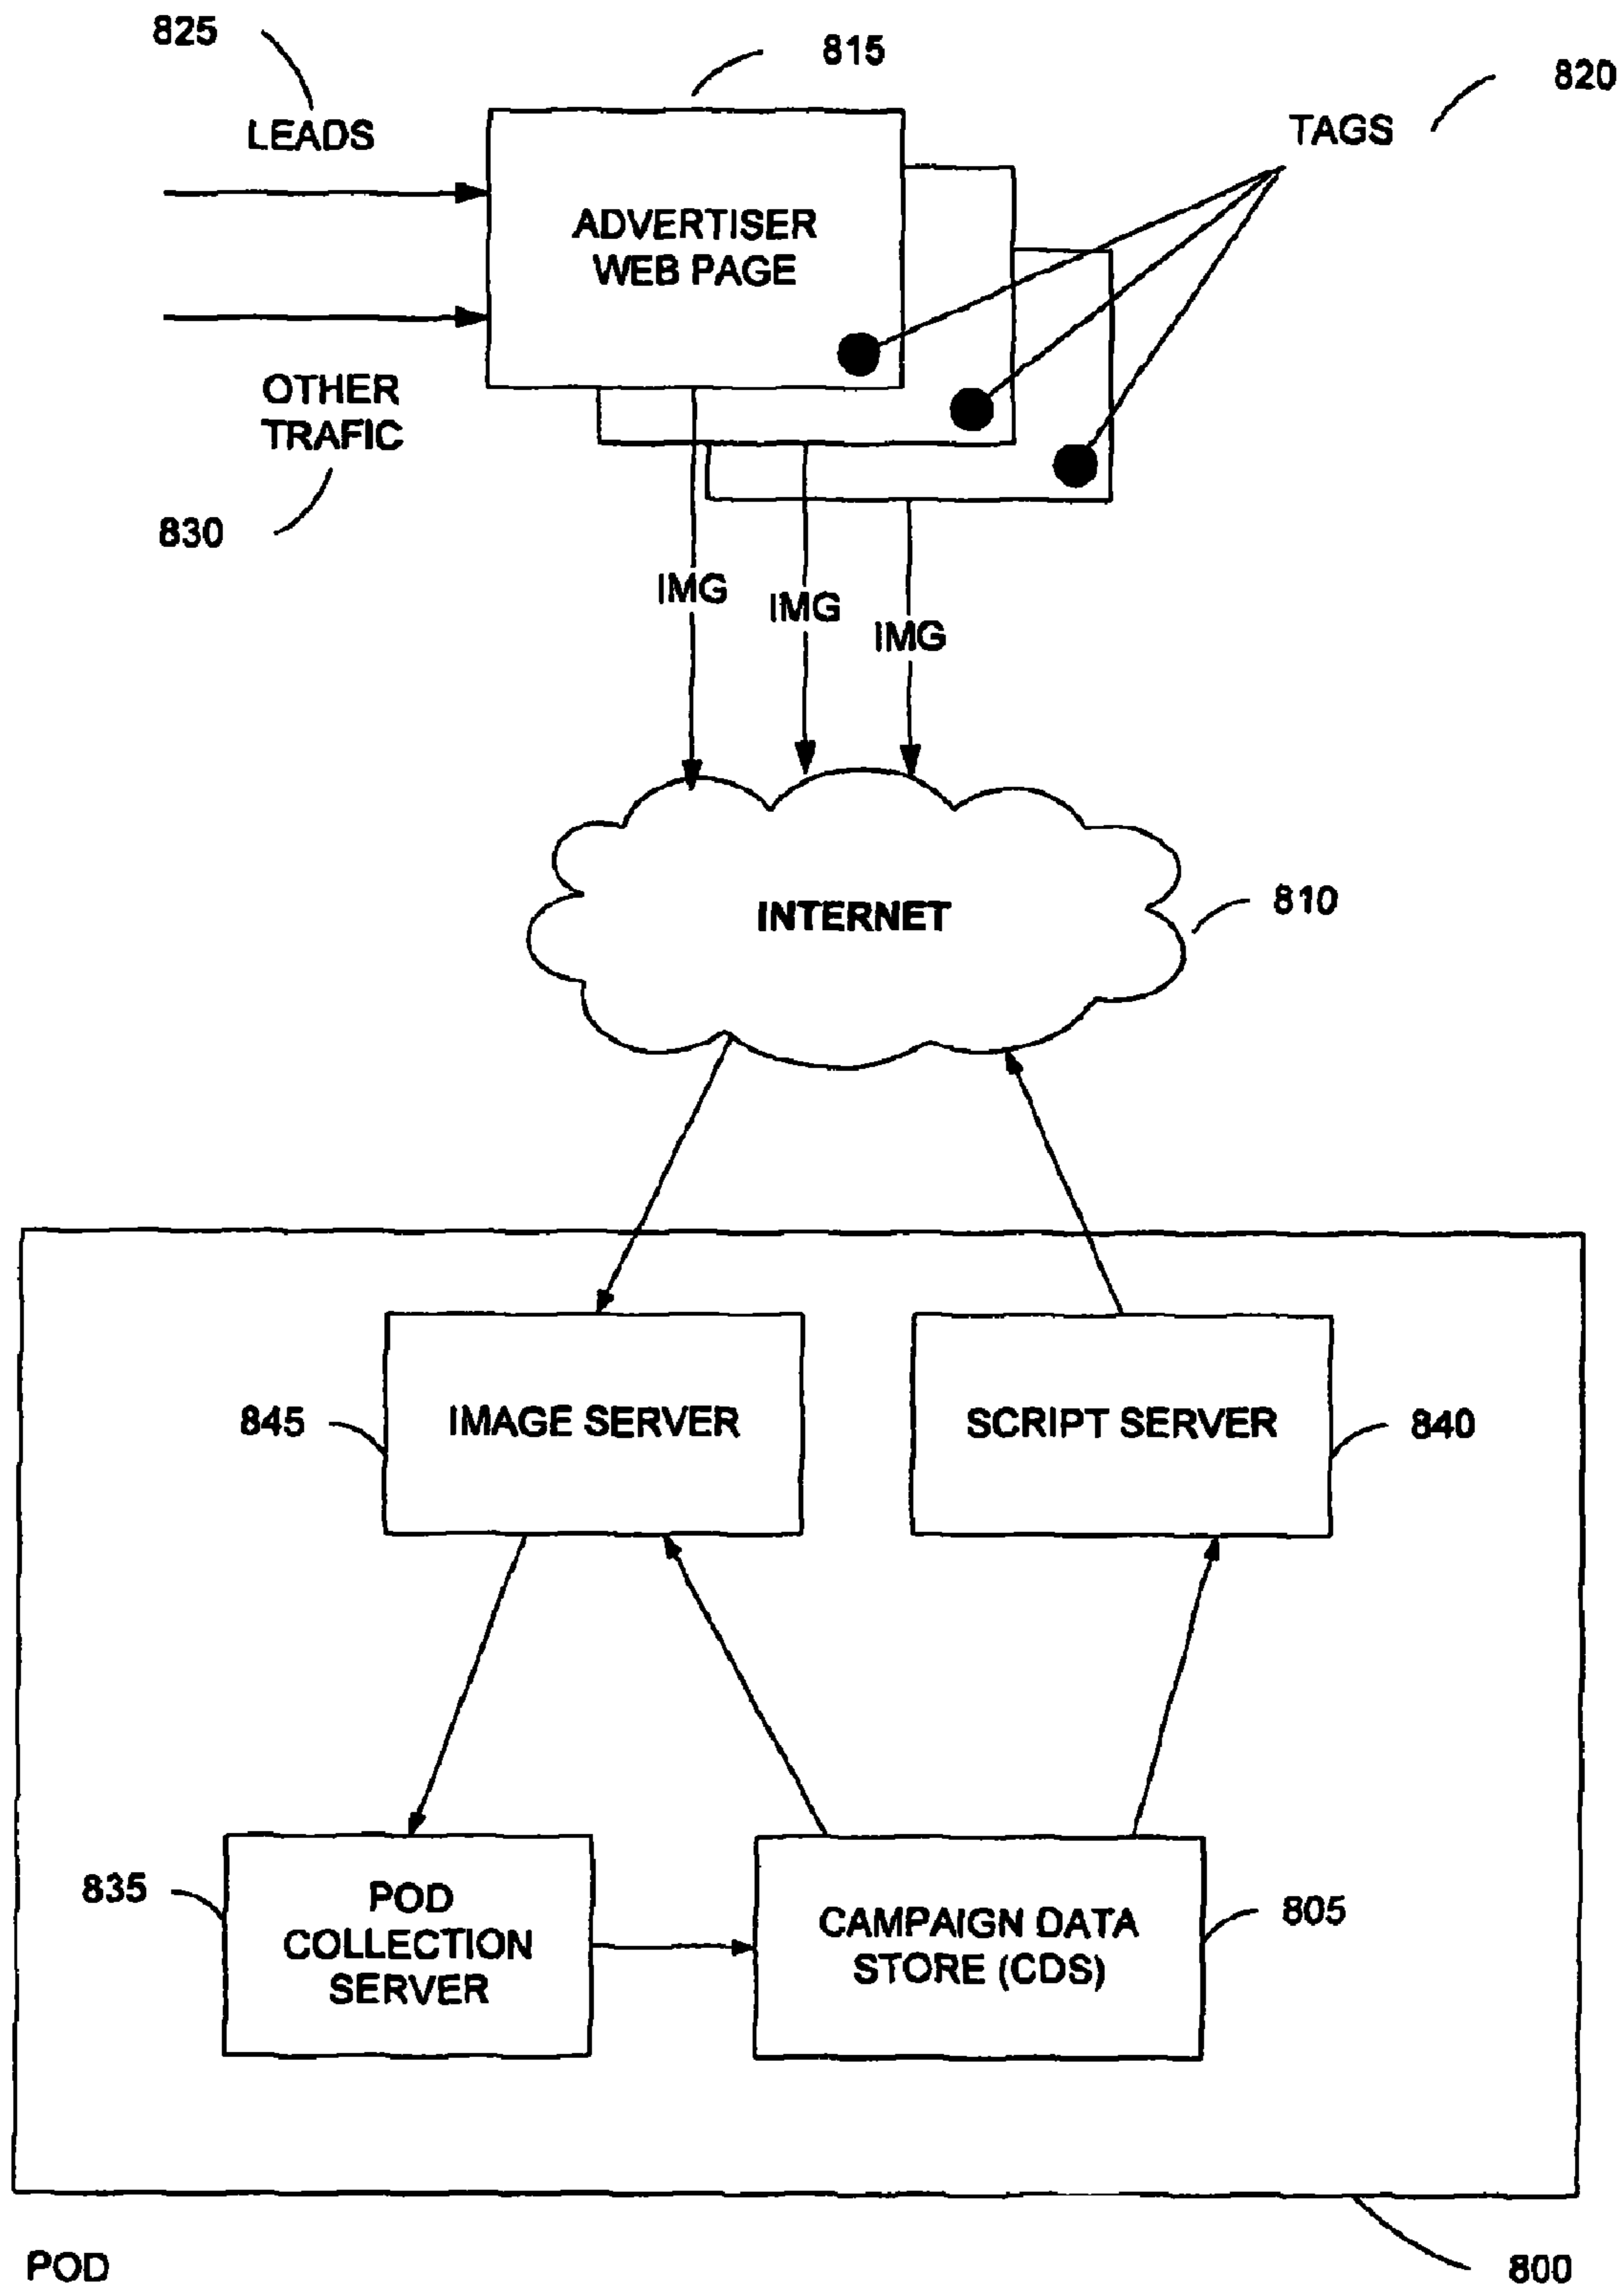 825
815
820
LEADS
TAGS
ADVERTISER
WEB PAGE
OTHER
TRAFIC
830
IMG
IMG
IMG
INTERNET
810
845
IMAGE SERVER
SCRIPT SERVER
840
835
POD
COLLECTION
SERVER
CAMPAIGN DATA
STORE (CDS)
805
POD
800